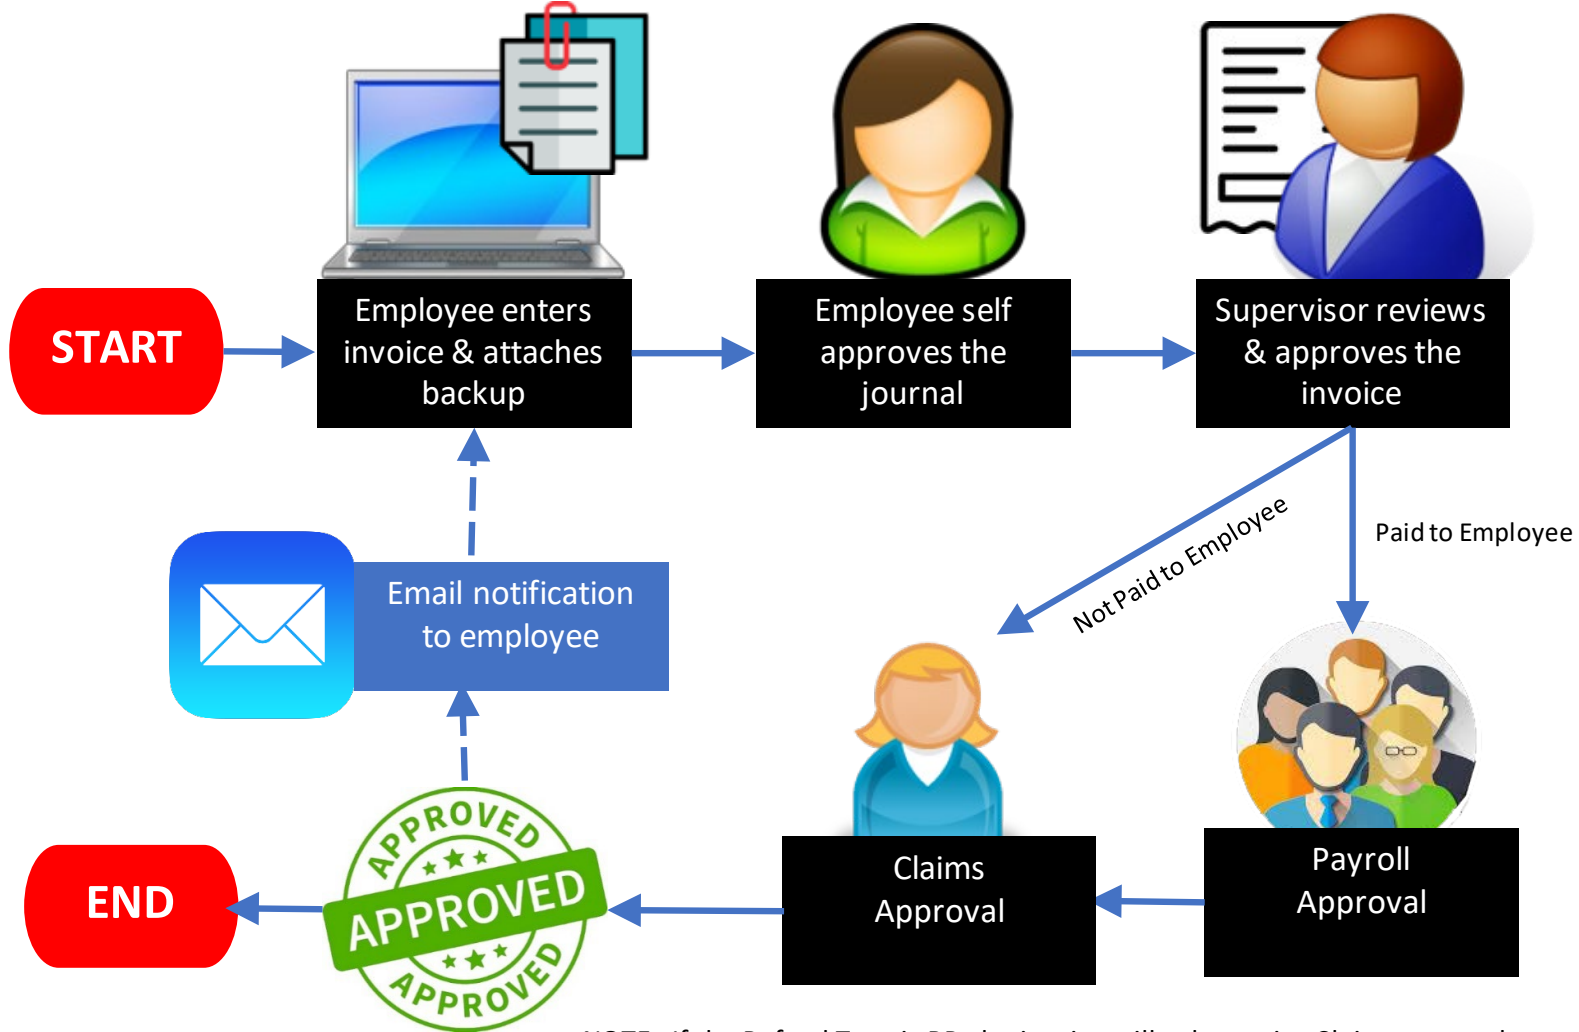 START
Employee enters
invoice & attaches
backup
Employee self
approves the
journal
Supervisor reviews
& approves the
invoice
Not Paid to Employee
Paid to Employee
Email notification
to employee
Payroll
Approval
Claims
Approval
APPROVED
APPROVED
APPROVED
END